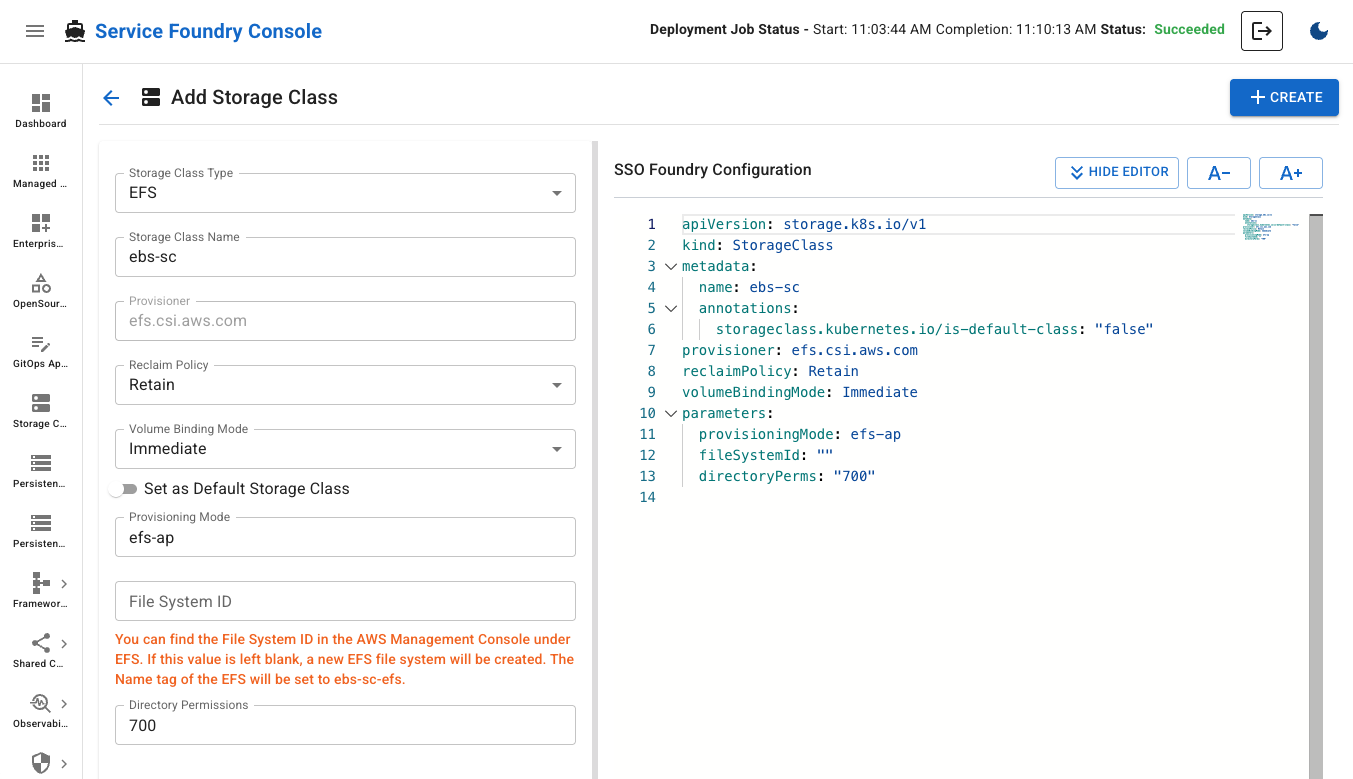 Service Foundry Console
Deployment Job Status - Start: 11:03:44 AM Completion: 11:10:13 AM Status: Succeeded
Dashboard
Managed ...
Enterpris...
OpenSour...
GitOps Ap...
Storage C...
Persisten...
Persisten...
Framewor...
Shared C...
Observabi...
Add Storage Class
CREATE
Storage Class Type
EFS
Storage Class Name
ebs-sc
Provisioner
efs.csi.aws.com
Reclaim Policy
Retain
Volume Binding Mode
Immediate
Set as Default Storage Class
Provisioning Mode
efs-ap
File System ID
You can find the File System ID in the AWS Management Console under
EFS. If this value is left blank, a new EFS file system will be created. The
Name tag of the EFS will be set to ebs-sc-efs.
Directory Permissions
700
SSO Foundry Configuration
HIDE EDITOR
A-
A+
1 apiVersion: storage.k8s.io/v1
2 kind: StorageClass
3 metadata:
4 name: ebs-sc
5 annotations:
6 storageclass.kubernetes.io/is-default-class: "false"
7 provisioner: efs.csi.aws.com
8 reclaimPolicy: Retain
9 volumeBindingMode: Immediate
10 parameters:
11 provisioningMode: efs-ap
12 fileSystemId: ""
13 directoryPerms: "700"
14